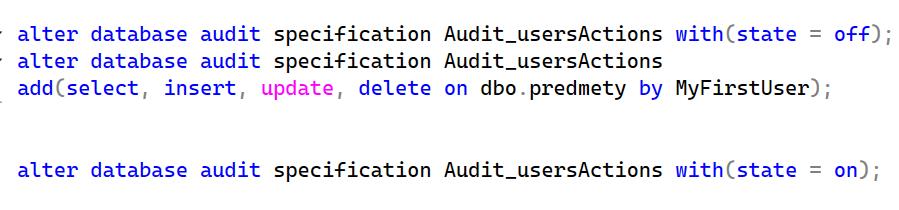 alter database audit specification Audit_usersActions with(state = off);
alter database audit specification Audit_usersActions
add(select, insert, update, delete on dbo.predmety by MyFirstUser);
alter database audit specification Audit_usersActions with(state = on);